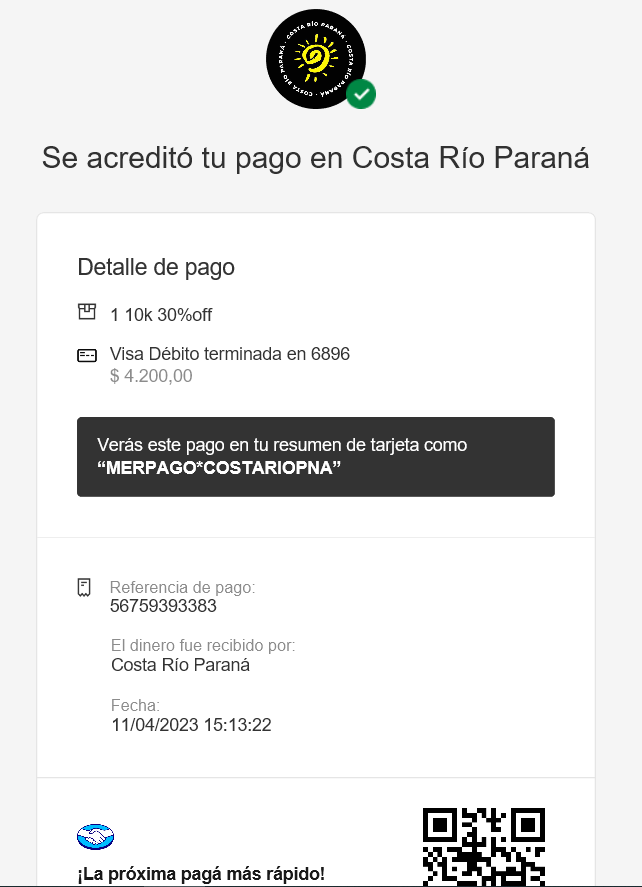 COSTA RÍO PARANÁ · COSTA RÍO PARANÁ · COSTA RÍO PARANÁ ·
Se acreditó tu pago en Costa Río Paraná
Detalle de pago
1 10k 30%off
Visa Débito terminada en 6896
$ 4.200,00
Verás este pago en tu resumen de tarjeta como
“MERPAGO*COSTARIOPNA”
Referencia de pago:
56759393383
El dinero fue recibido por:
Costa Río Paraná
Fecha:
11/04/2023 15:13:22
¡La próxima pagá más rápido!